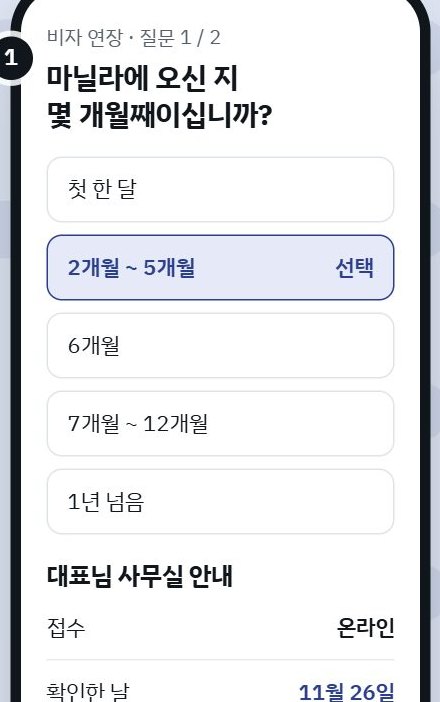 비자 연장 · 질문 1 / 2
1
마닐라에 오신 지
몇 개월째이십니까?
첫 한 달
2개월 ~ 5개월 선택
6개월
7개월 ~ 12개월
1년 넘음
대표님 사무실 안내
접수 온라인
확인한 날 11월 26일